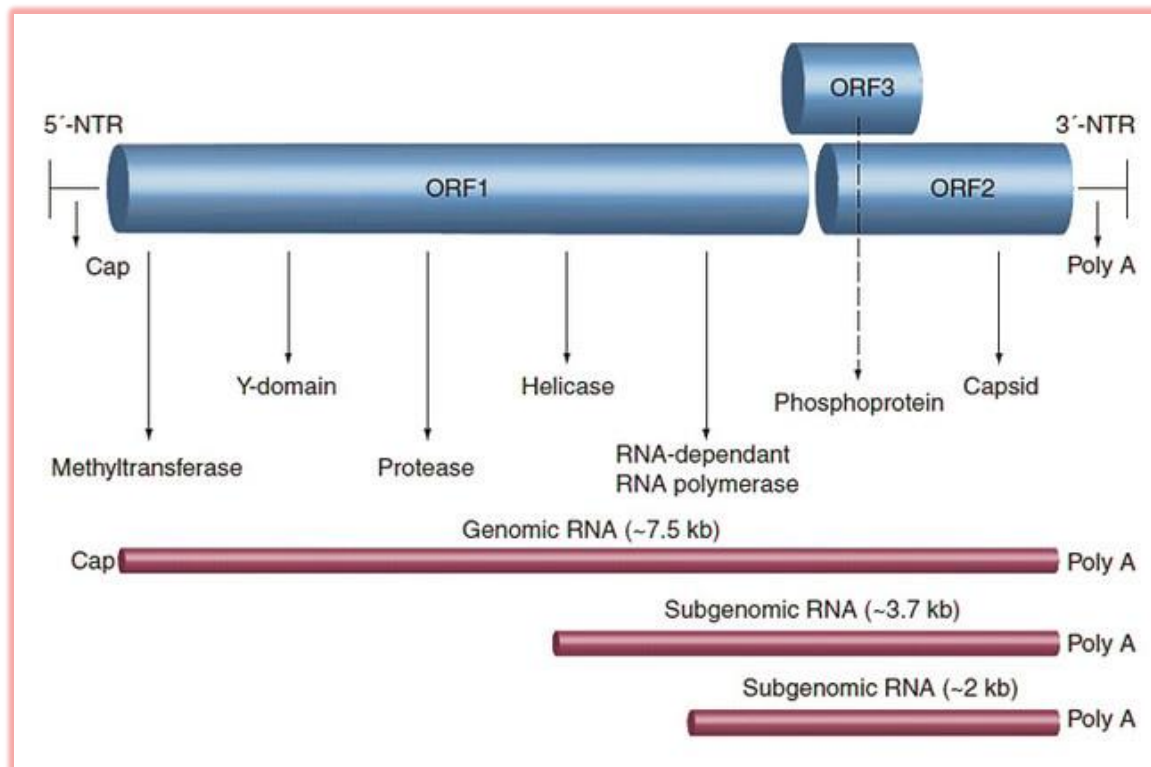 ORF3
5´-NTR
3´-NTR
ORF1
ORF2
Cap
Poly A
Y-domain
Helicase
Phosphoprotein
Capsid
Methyltransferase
Protease
RNA-dependant
RNA polymerase
Genomic RNA (~7.5 kb)
Cap
Poly A
Subgenomic RNA (~3.7 kb)
Poly A
Subgenomic RNA (~2 kb)
Poly A